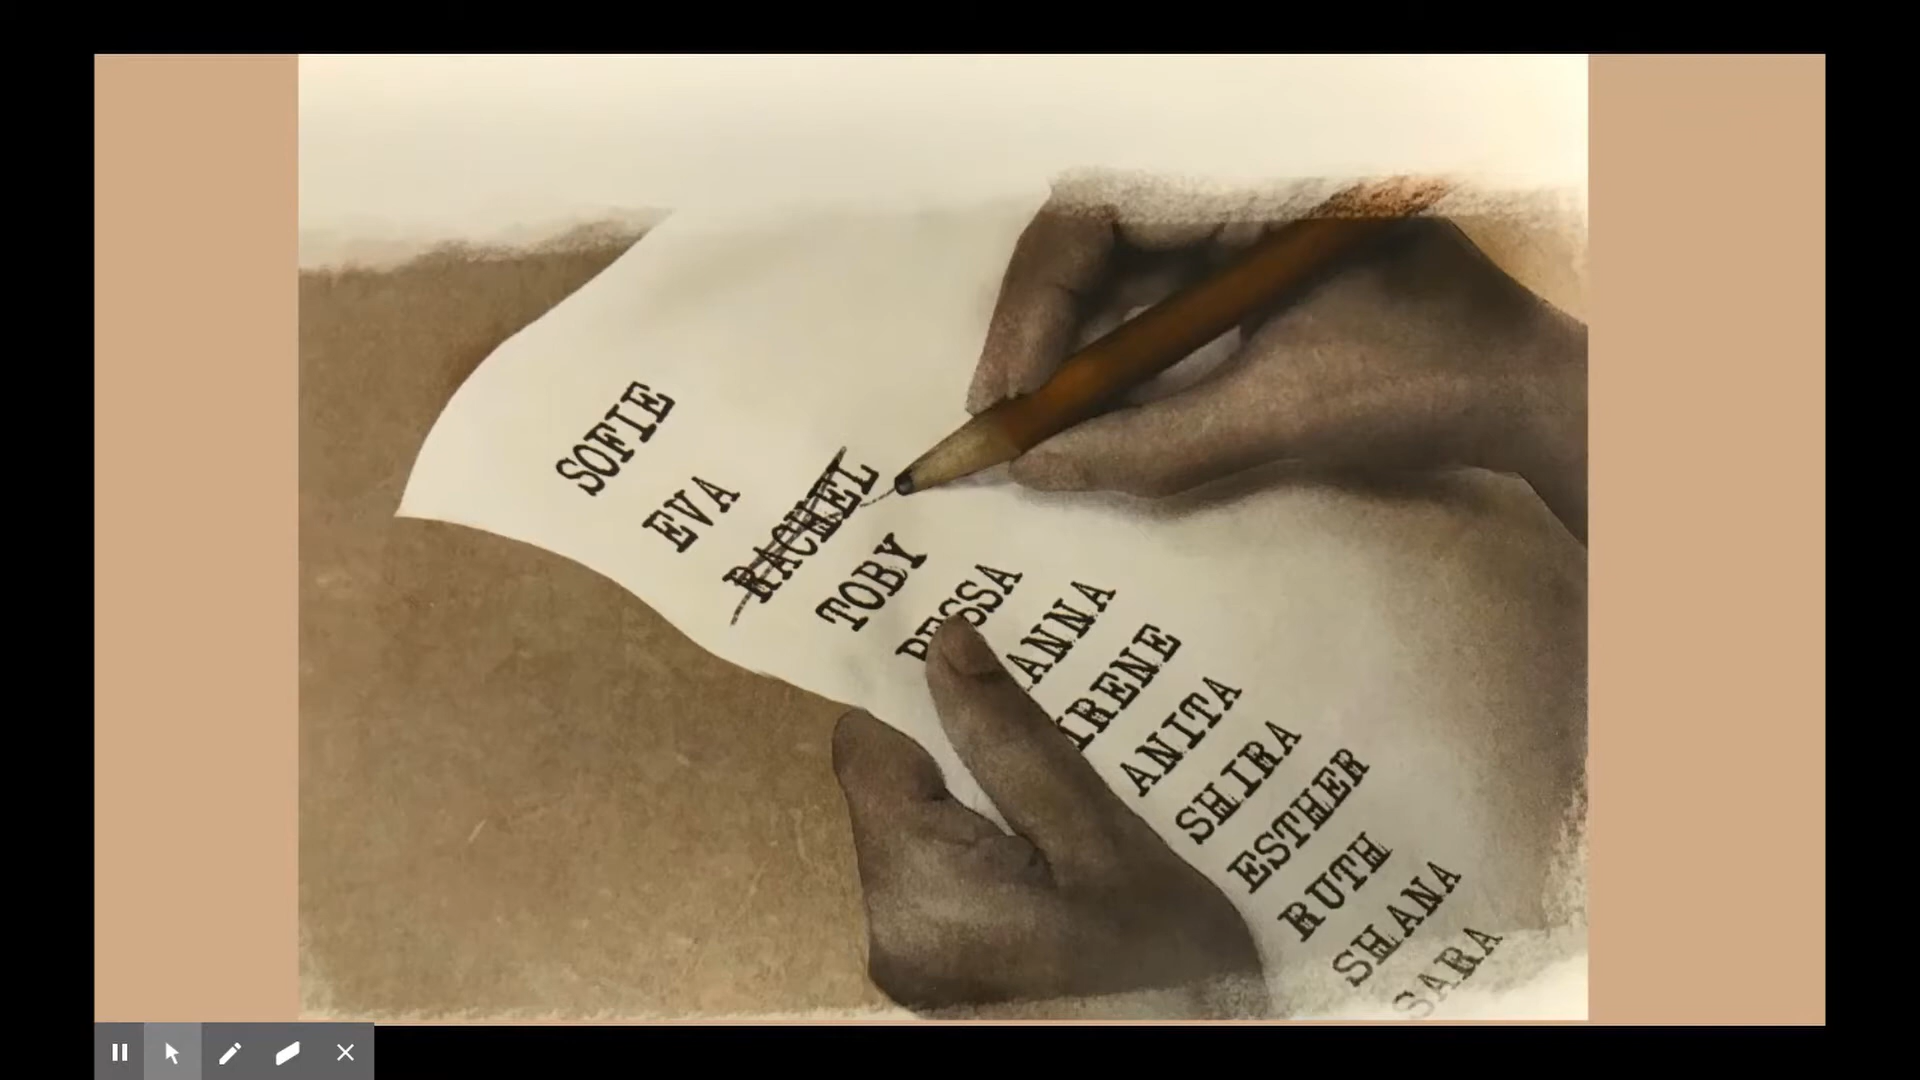 SOFIE
EVA
RACHEL
TOBY
ANNA
IRENE
ANITA
SHIRA
ESTHER
RUTH
SHANA
SARA